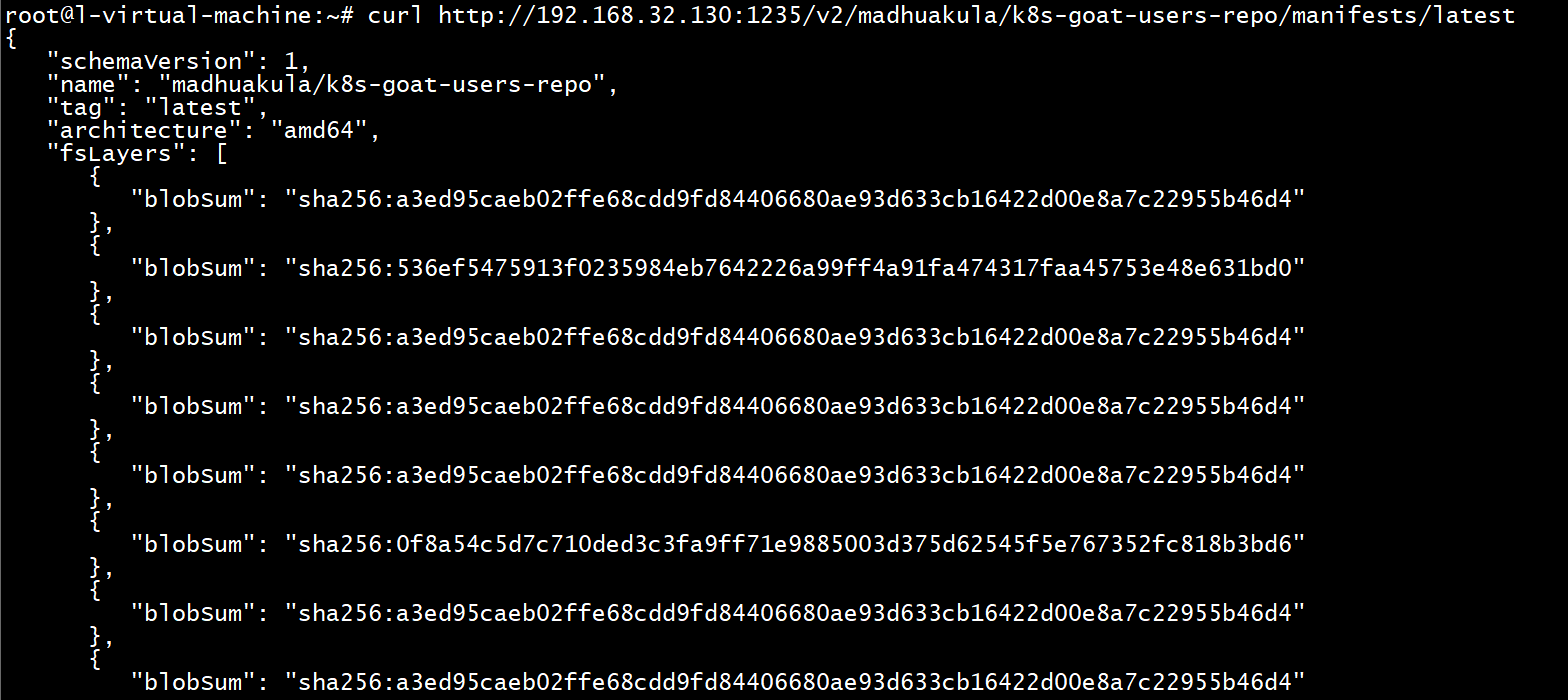 root@l-virtual-machine:~# curl http://192.168.32.130:1235/v2/madhuakula/k8s-goat-users-repo/manifests/latest
{
   "schemaVersion": 1,
   "name": "madhuakula/k8s-goat-users-repo",
   "tag": "latest",
   "architecture": "amd64",
   "fsLayers": [
      {
         "blobSum": "sha256:a3ed95caeb02ffe68cdd9fd84406680ae93d633cb16422d00e8a7c22955b46d4"
      },
      {
         "blobSum": "sha256:536ef5475913f0235984eb7642226a99ff4a91fa474317faa45753e48e631bd0"
      },
      {
         "blobSum": "sha256:a3ed95caeb02ffe68cdd9fd84406680ae93d633cb16422d00e8a7c22955b46d4"
      },
      {
         "blobSum": "sha256:a3ed95caeb02ffe68cdd9fd84406680ae93d633cb16422d00e8a7c22955b46d4"
      },
      {
         "blobSum": "sha256:a3ed95caeb02ffe68cdd9fd84406680ae93d633cb16422d00e8a7c22955b46d4"
      },
      {
         "blobSum": "sha256:0f8a54c5d7c710ded3c3fa9ff71e9885003d375d62545f5e767352fc818b3bd6"
      },
      {
         "blobSum": "sha256:a3ed95caeb02ffe68cdd9fd84406680ae93d633cb16422d00e8a7c22955b46d4"
      },
      {
         "blobSum": "sha256:a3ed95caeb02ffe68cdd9fd84406680ae93d633cb16422d00e8a7c22955b46d4"